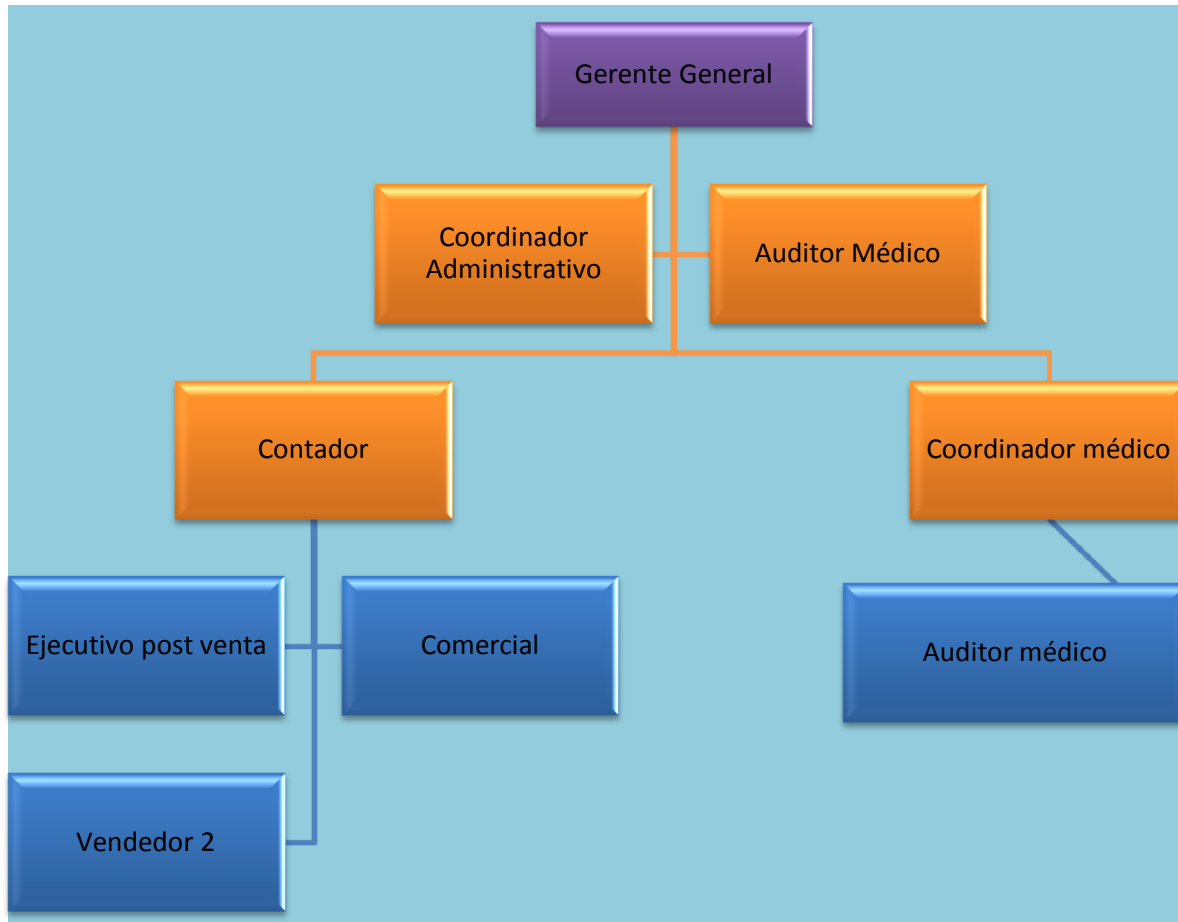 Gerente General
Coordinador
Administrativo
Auditor Médico
Contador
Coordinador médico
Ejecutivo post venta
Comercial
Auditor médico
Vendedor 2